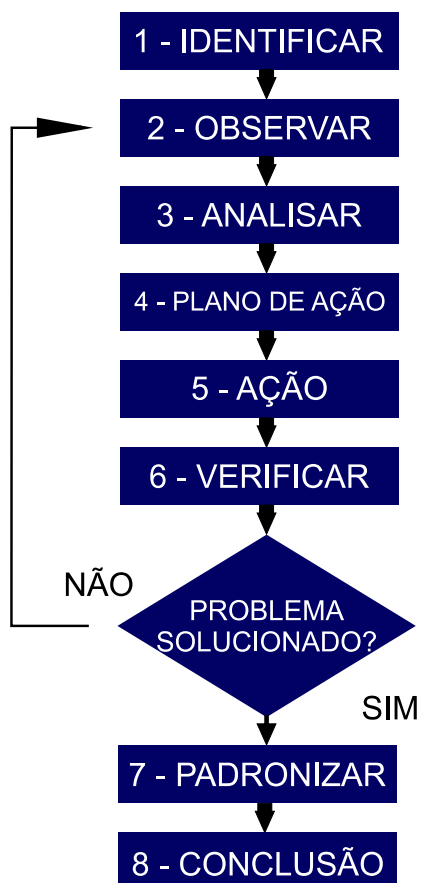 1 - IDENTIFICAR
2 - OBSERVAR
3 - ANALISAR
4 - PLANO DE AÇÃO
5 - AÇÃO
6 - VERIFICAR
NÃO
PROBLEMA
SOLUCIONADO?
SIM
7 - PADRONIZAR
8 - CONCLUSÃO